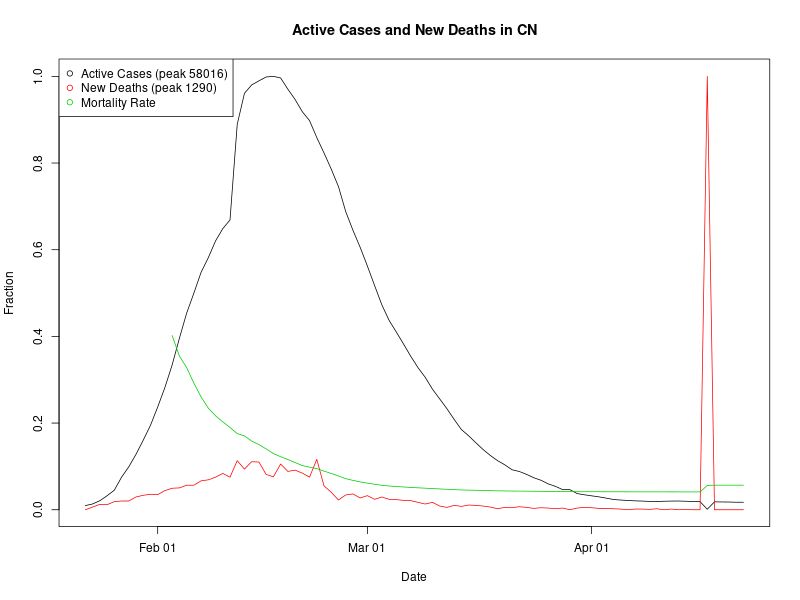 Active Cases and New Deaths in CN
Active Cases (peak 58016)
New Deaths (peak 1290)
Mortality Rate
1.0
0.8
0.6
0.4
0.2
0.0
Fraction
Feb 01
Mar 01
Apr 01
Date